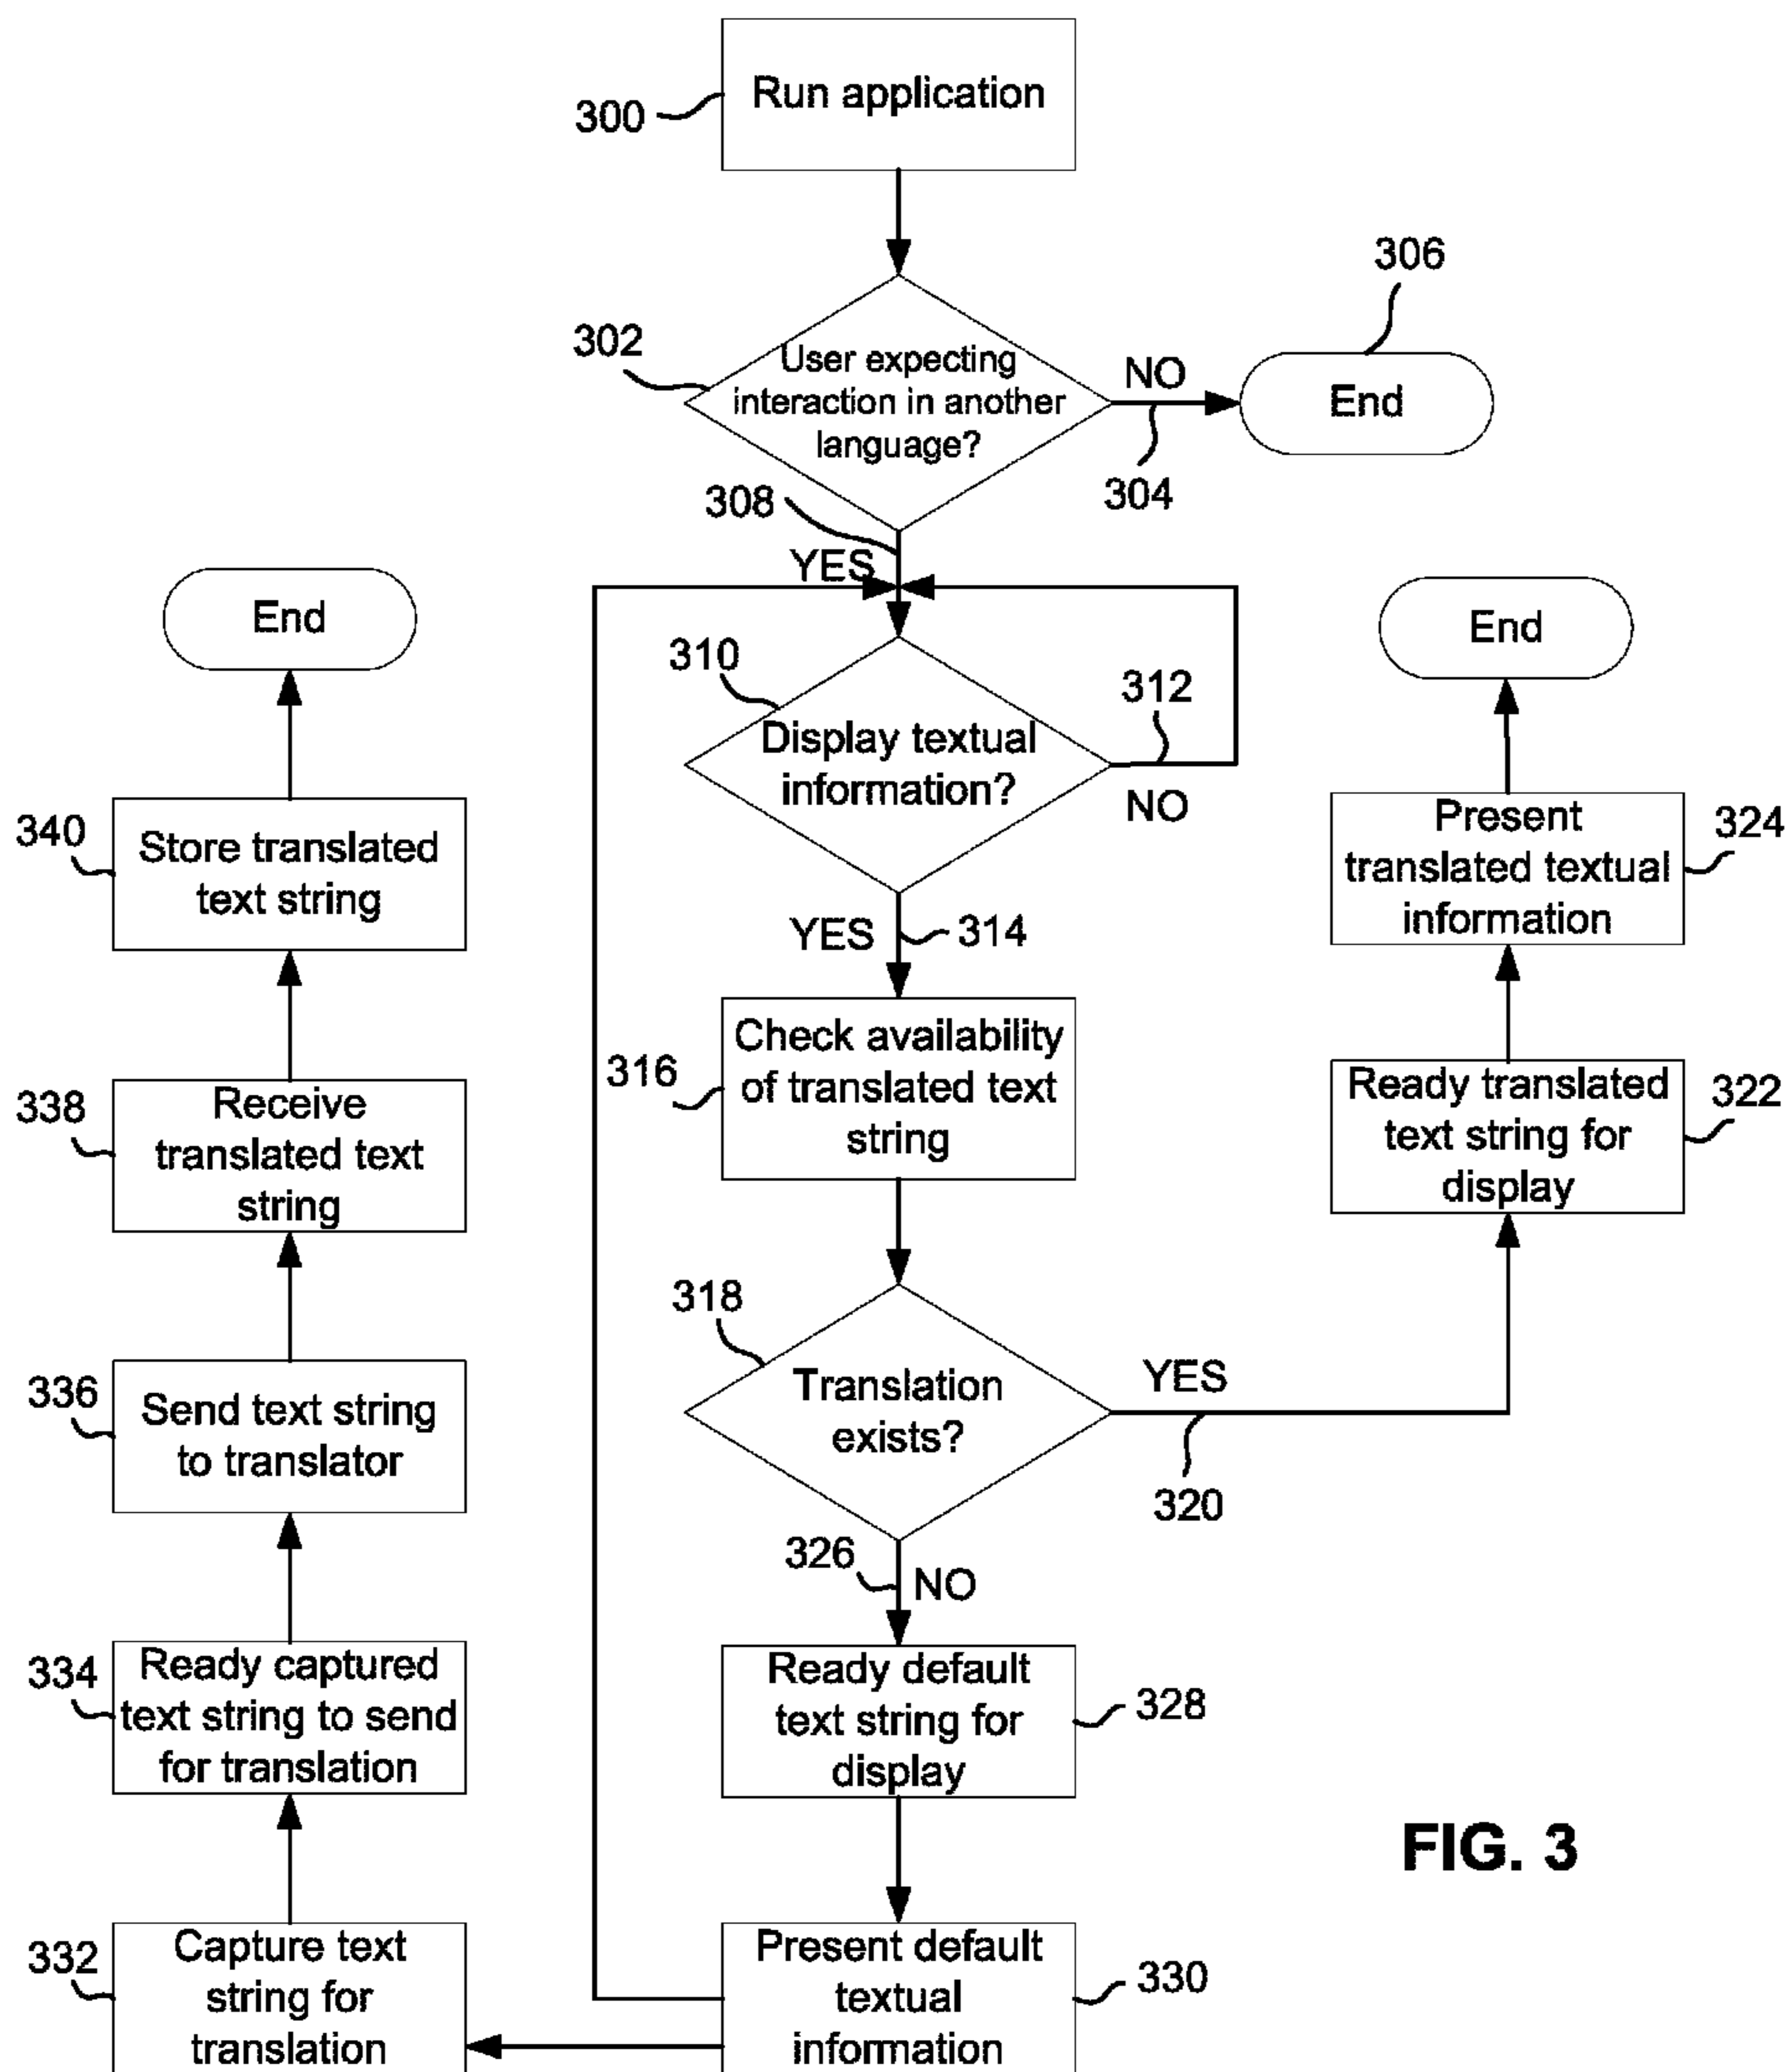 Run application
300
306
302
User expecting
interaction in another
language?
NO
End
304
308
YES
End
End
310
312
Display textual
information?
NO
340
Store translated
text string
Present
translated textual
information
324
YES
314
Check availability
of translated text
string
316
338
Receive
translated text
string
Ready translated
text string for
display
322
318
Translation
exists?
YES
320
336
Send text string
to translator
326
NO
334
Ready captured
text string to send
for translation
Ready default
text string for
display
328
FIG. 3
332
Capture text
string for
translation
Present default
textual
information
330